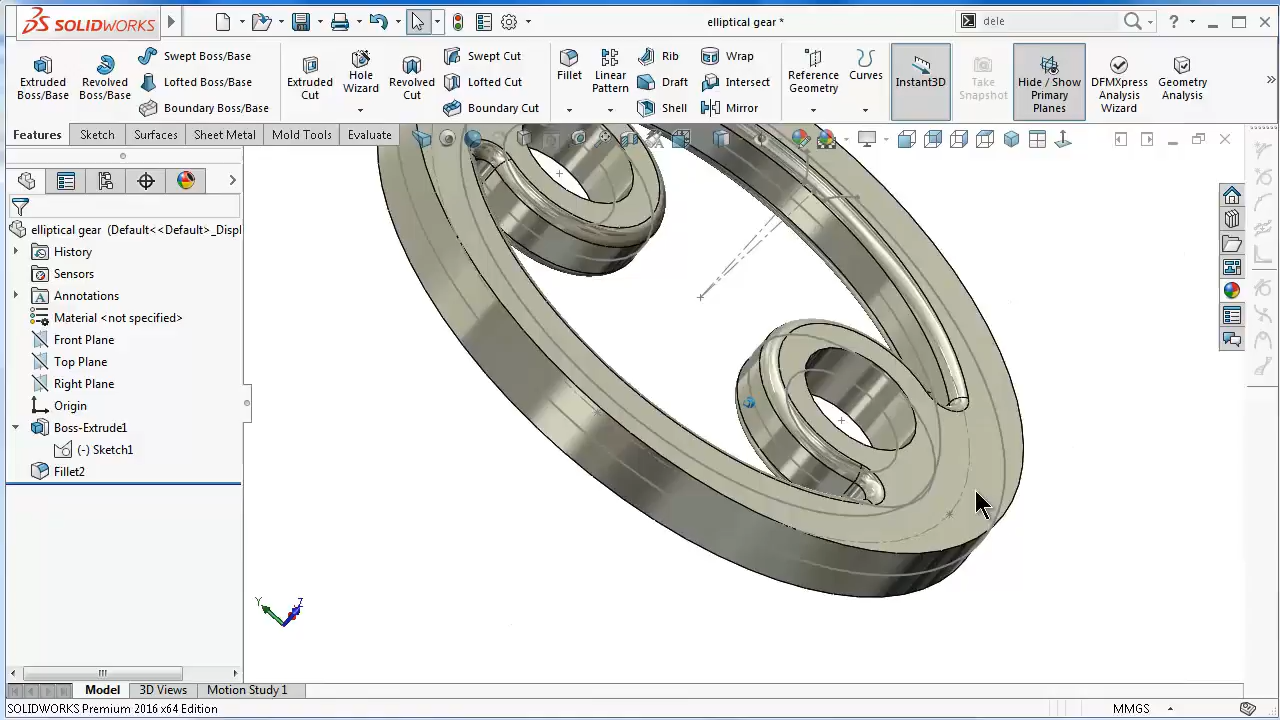 SOLIDWORKS
elliptical gear *
dele
?
Extruded Boss/Base
Revolved Boss/Base
Swept Boss/Base
Lofted Boss/Base
Boundary Boss/Base
Extruded Cut
Hole Wizard
Revolved Cut
Swept Cut
Lofted Cut
Boundary Cut
Fillet
Linear Pattern
Rib
Draft
Shell
Wrap
Intersect
Mirror
Reference Geometry
Curves
Instant3D
Take Snapshot
Hide / Show Primary Planes
DFMXpress Analysis Wizard
Geometry Analysis
Features
Sketch
Surfaces
Sheet Metal
Mold Tools
Evaluate
elliptical gear (Default<<Default>_Displ
History
Sensors
Annotations
Material <not specified>
Front Plane
Top Plane
Right Plane
Origin
Boss-Extrude1
(-) Sketch1
Fillet2
Y
Z
Model
3D Views
Motion Study 1
SOLIDWORKS Premium 2016 x64 Edition
MMGS